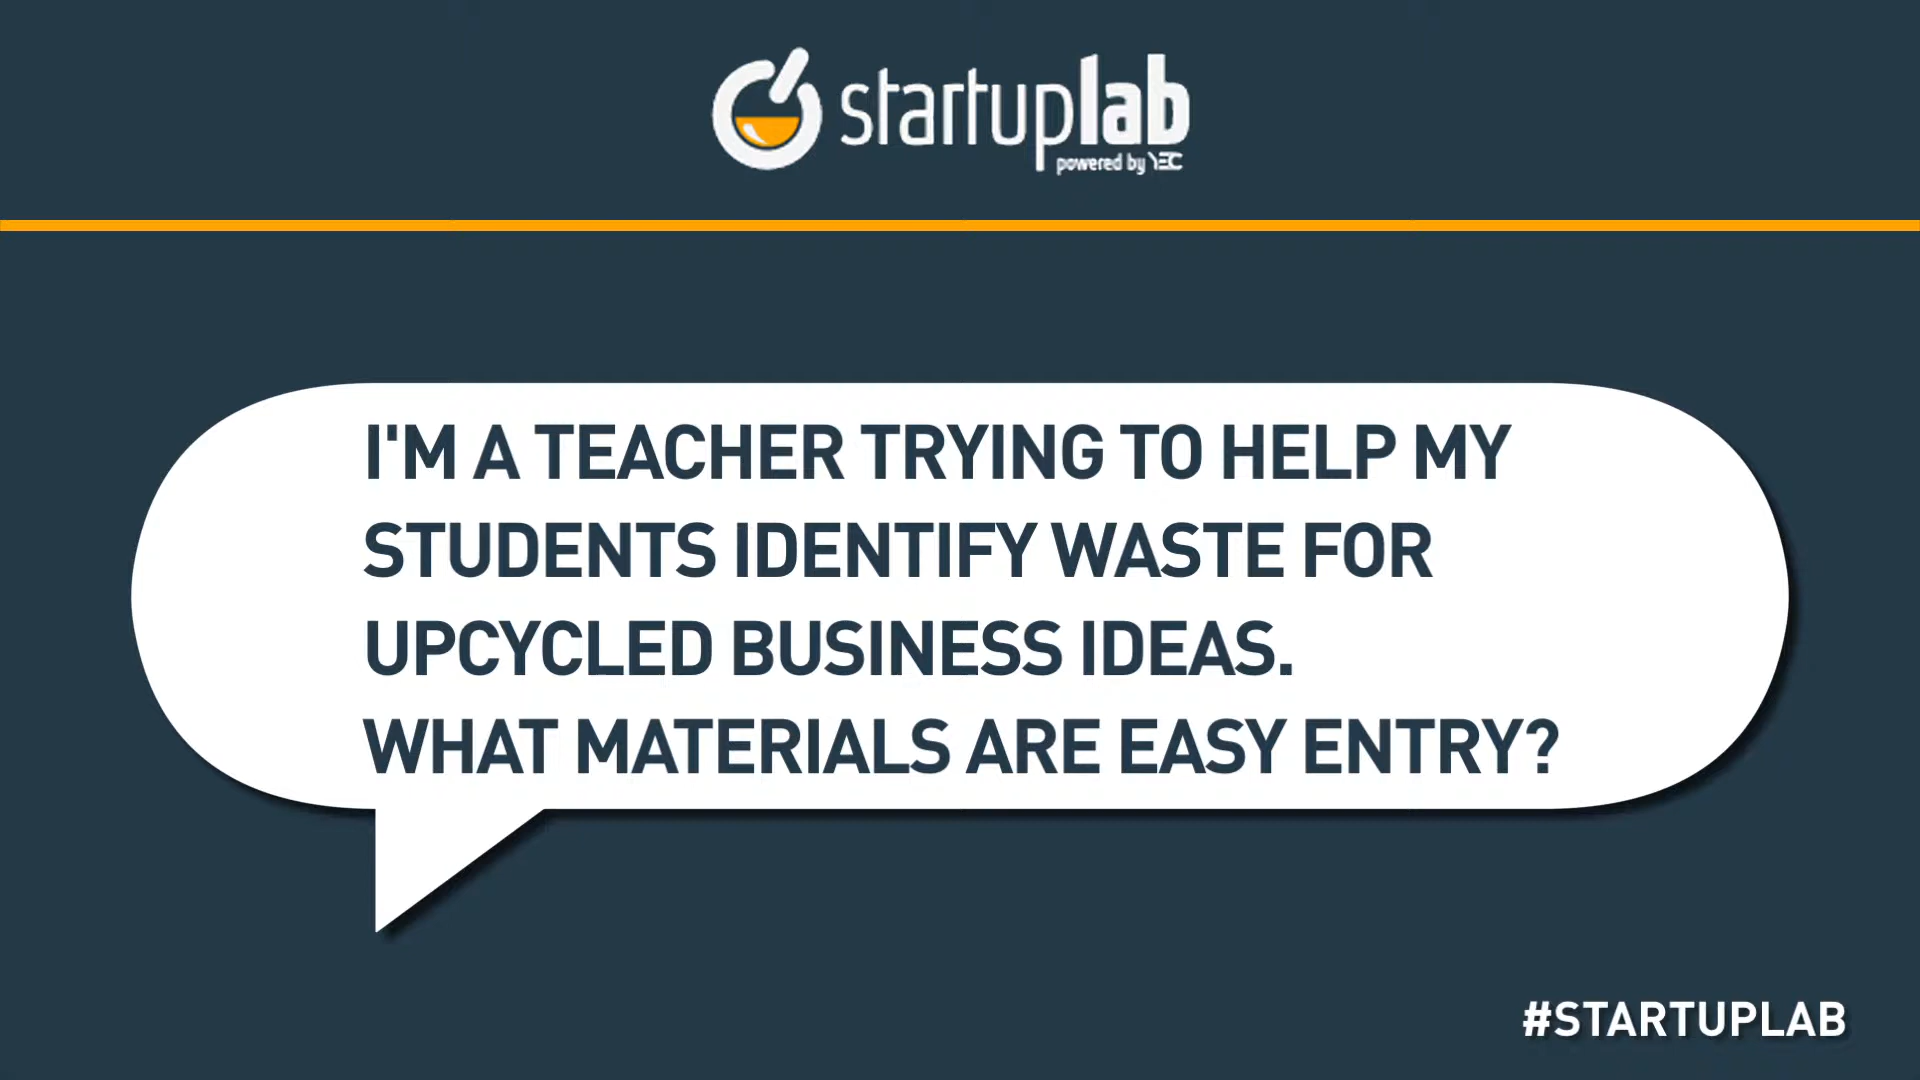 startuplab
powered by YEC
I'M A TEACHER TRYING TO HELP MY
STUDENTS IDENTIFY WASTE FOR
UPCYCLED BUSINESS IDEAS.
WHAT MATERIALS ARE EASY ENTRY?
#STARTUPLAB